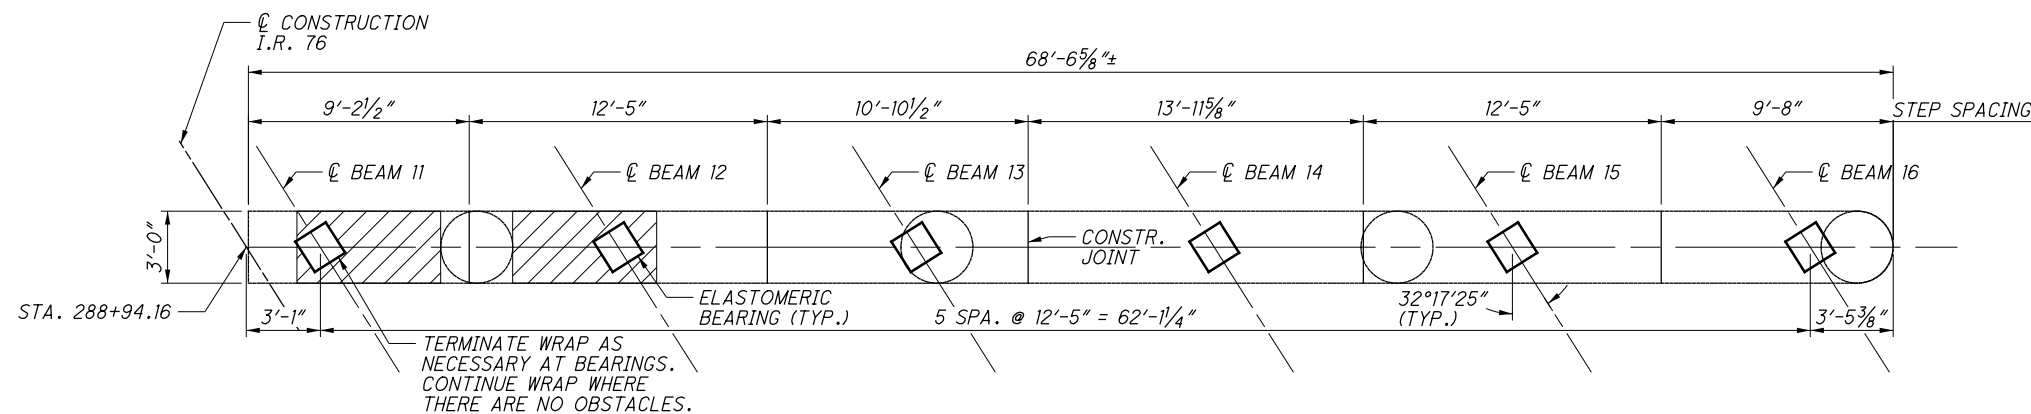 ℄ CONSTRUCTION
I.R. 76
68'-6⅝"±
9'-2½"
12'-5"
10'-10½"
13'-11⅝"
12'-5"
9'-8"
STEP SPACING
℄ BEAM 11
℄ BEAM 12
℄ BEAM 13
℄ BEAM 14
℄ BEAM 15
℄ BEAM 16
3'-0"
CONSTR.
JOINT
STA. 288+94.16
3'-1"
ELASTOMERIC
BEARING (TYP.)
5 SPA. @ 12'-5" = 62'-1¼"
32°17'25"
(TYP.)
3'-5⅜"
TERMINATE WRAP AS
NECESSARY AT BEARINGS.
CONTINUE WRAP WHERE
THERE ARE NO OBSTACLES.